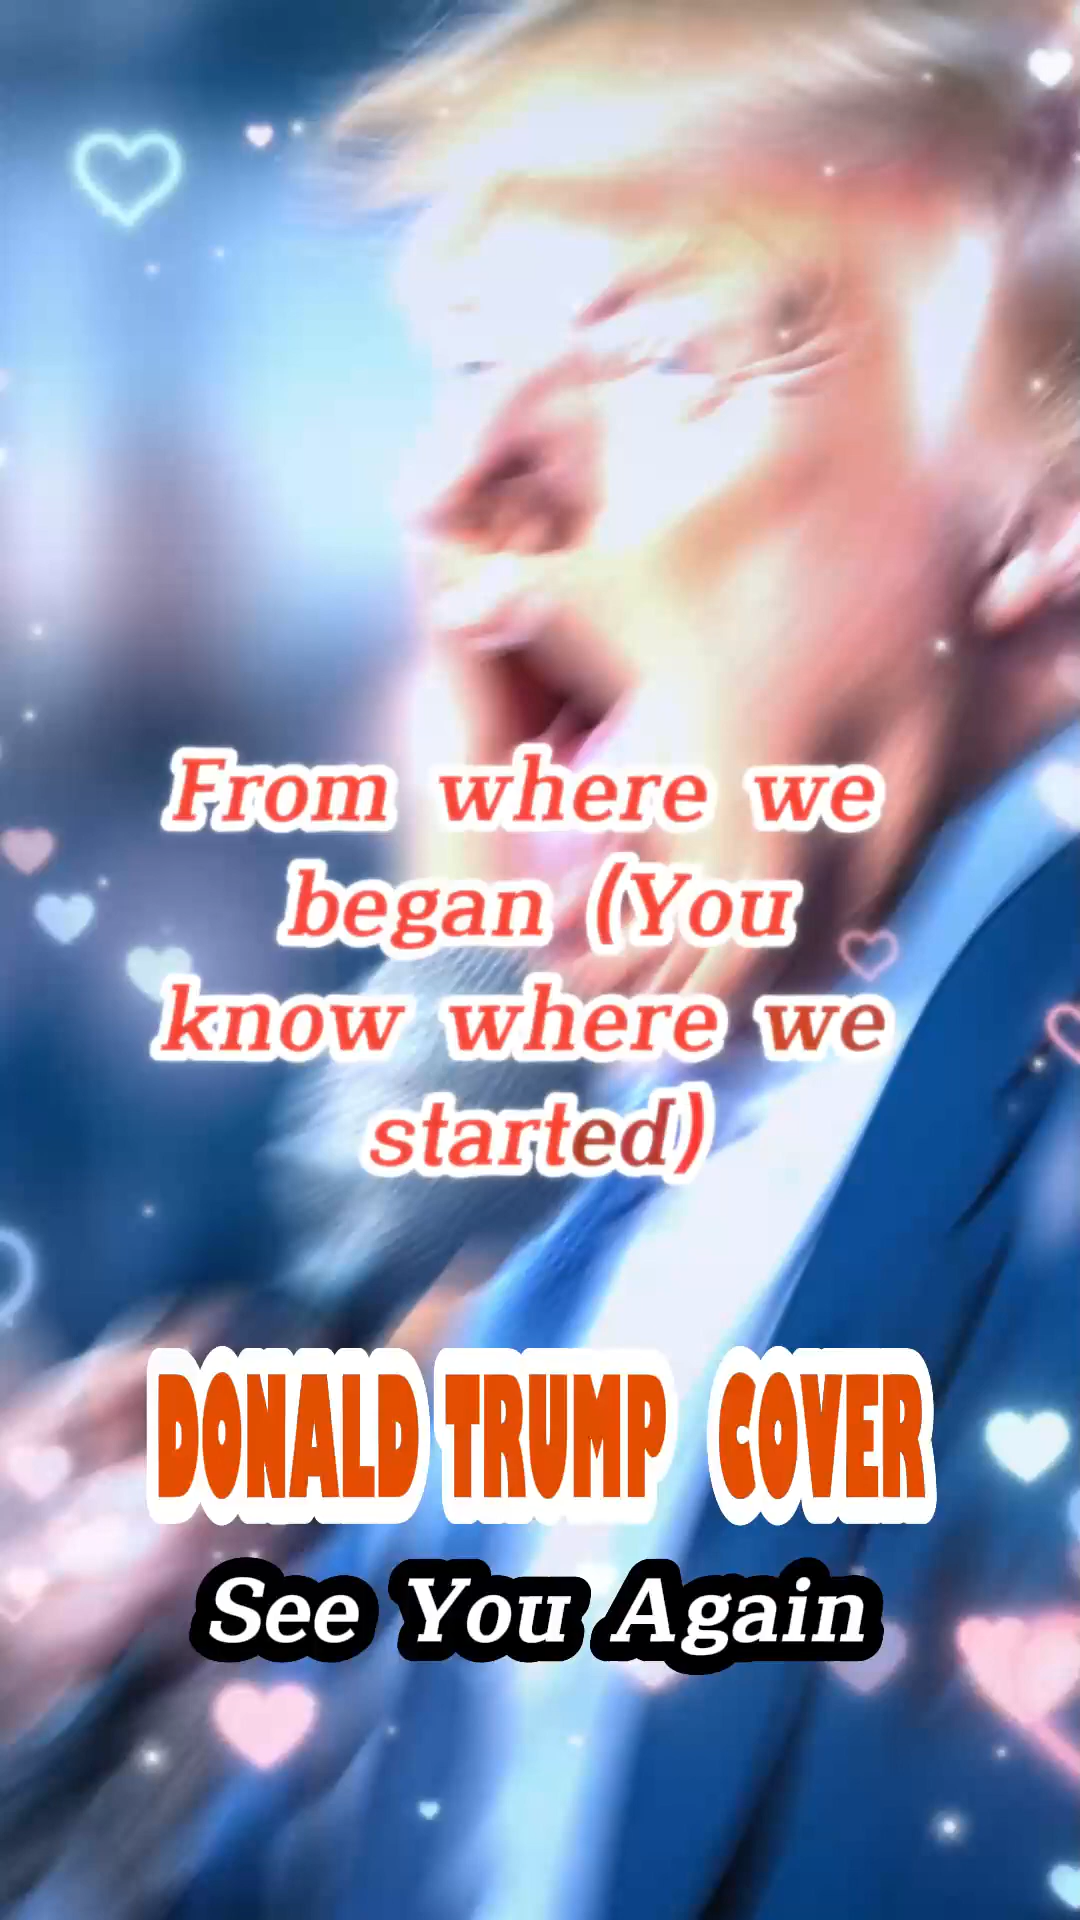 From where we
began (You
know where we
started)
DONALD TRUMP COVER
See You Again